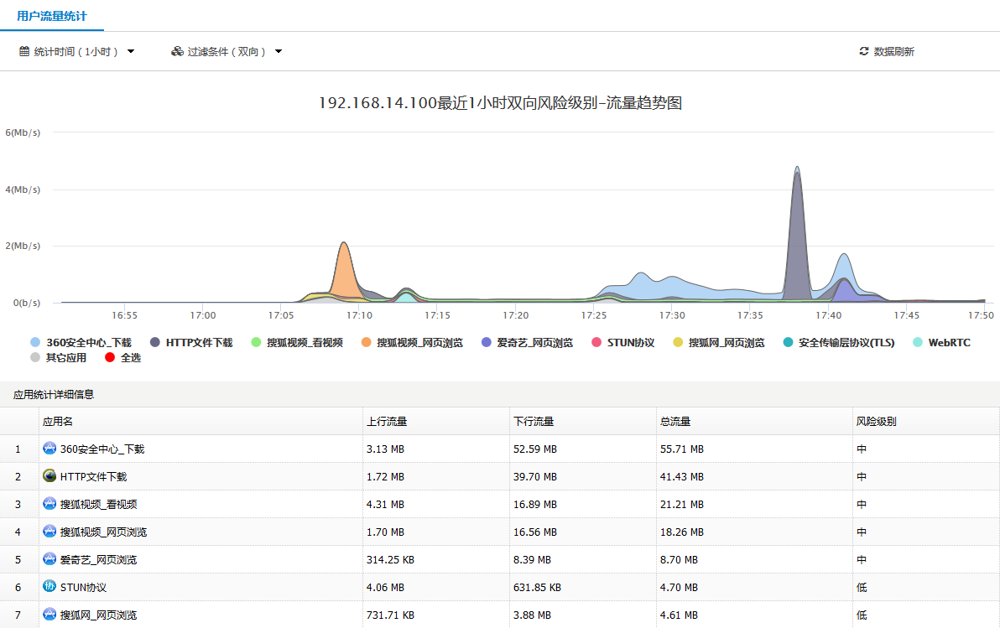 用户流量统计
统计时间 ( 1小时 )
过滤条件 ( 双向 )
数据刷新
192.168.14.100最近1小时双向风险级别-流量趋势图
6(Mb/s)
4(Mb/s)
2(Mb/s)
0(b/s)
16:55 17:00 17:05 17:10 17:15 17:20 17:25 17:30 17:35 17:40 17:45 17:50
360安全中心_下载 HTTP文件下载 搜狐视频_看视频 搜狐视频_网页浏览 爱奇艺_网页浏览 STUN协议 搜狐网_网页浏览 安全传输层协议(TLS) WebRTC
其它应用 全选
应用统计详细信息
应用名 上行流量 下行流量 总流量 风险级别
1 360安全中心_下载 3.13 MB 52.59 MB 55.71 MB 中
2 HTTP文件下载 1.72 MB 39.70 MB 41.43 MB 中
3 搜狐视频_看视频 4.31 MB 16.89 MB 21.21 MB 中
4 搜狐视频_网页浏览 1.70 MB 16.56 MB 18.26 MB 中
5 爱奇艺_网页浏览 314.25 KB 8.39 MB 8.70 MB 中
6 协 STUN协议 4.06 MB 631.85 KB 4.70 MB 低
7 搜狐网_网页浏览 731.71 KB 3.88 MB 4.61 MB 低